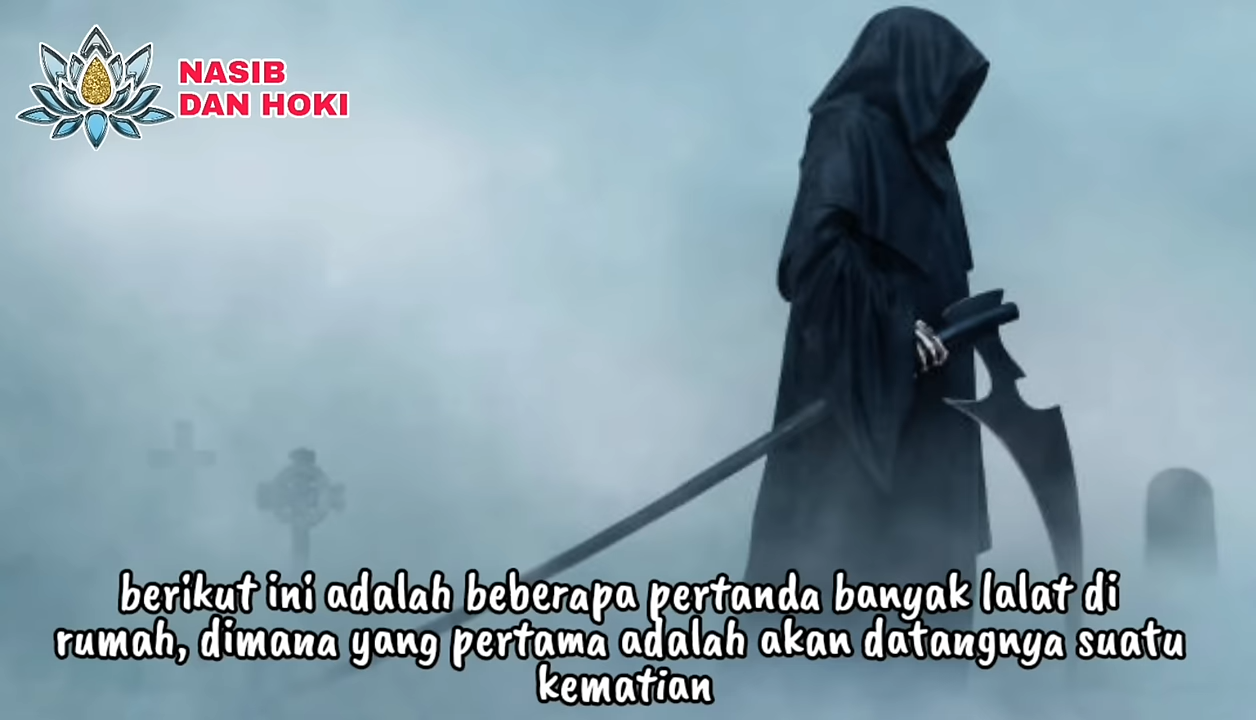 NASIB
DAN HOKI
berikut ini adalah beberapa pertanda banyak lalat di
rumah, dimana yang pertama adalah akan datangnya suatu
kematian